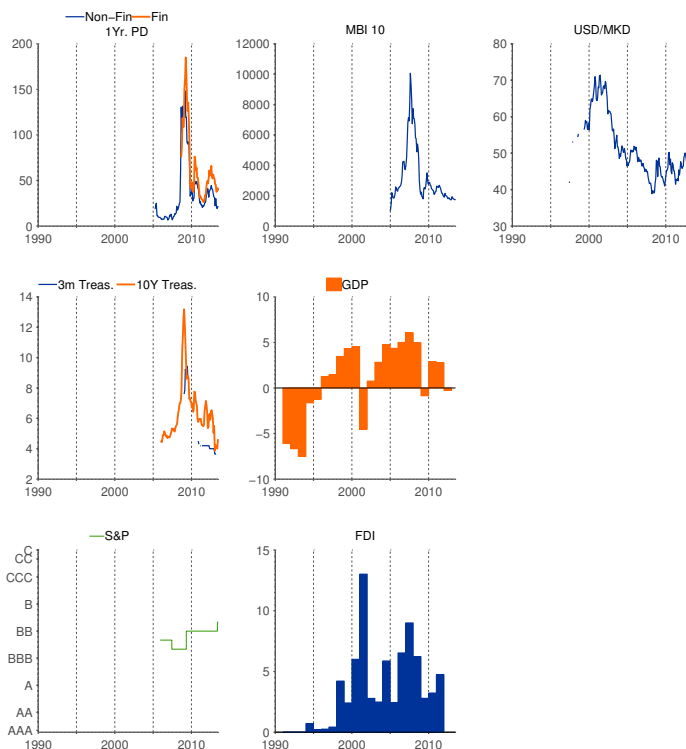 Non−Fin Fin
1Yr. PD
200
150
100
50
0
1990 2000 2010
MBI 10
12000
10000
8000
6000
4000
2000
0
1990 2000 2010
USD/MKD
80
70
60
50
40
30
1990 2000 2010
3m Treas. 10Y Treas.
14
12
10
8
6
4
2
1990 2000 2010
GDP
10
5
0
−5
−10
1990 2000 2010
S&P
C
CC
CCC
B
BB
BBB
A
AA
AAA
1990 2000 2010
FDI
15
10
5
0
1990 2000 2010